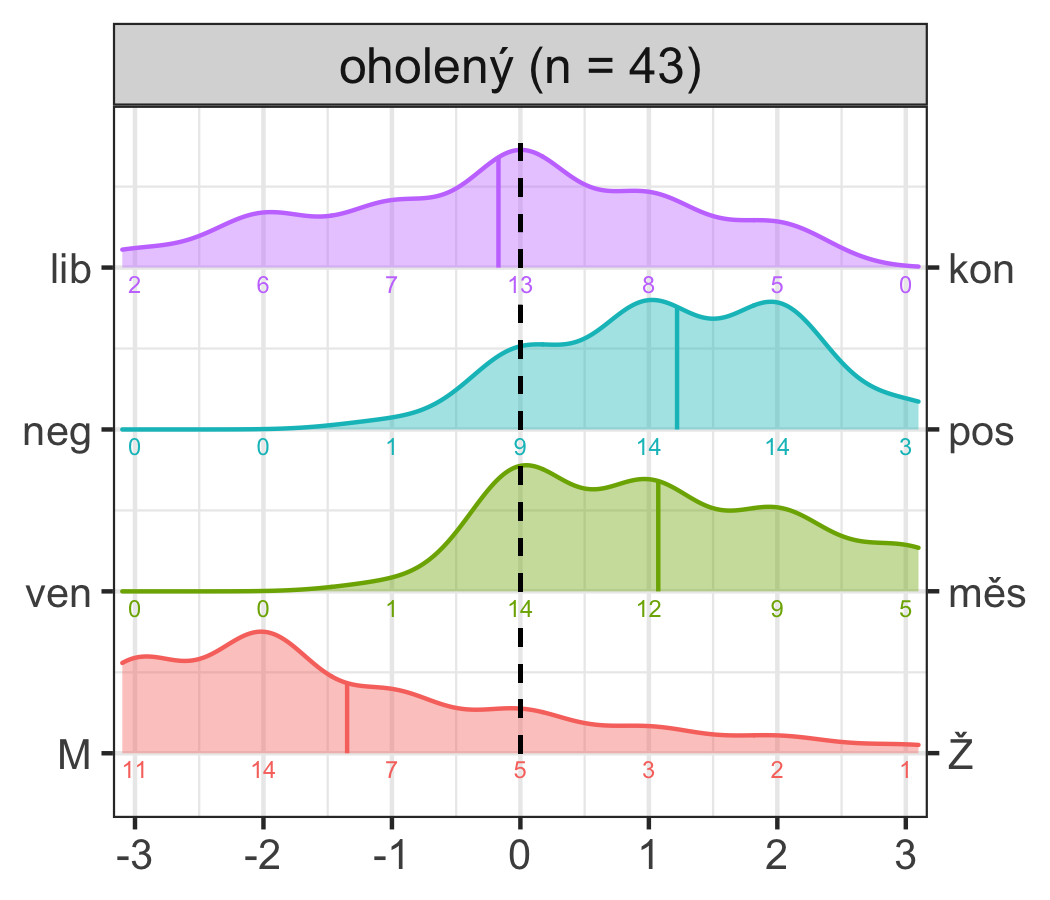 oholený (n = 43)
lib kon
2 6 7 13 8 5 0
neg pos
0 0 1 9 14 14 3
ven měs
0 0 1 14 12 9 5
M Ž
11 14 7 5 3 2 1
-3 -2 -1 0 1 2 3